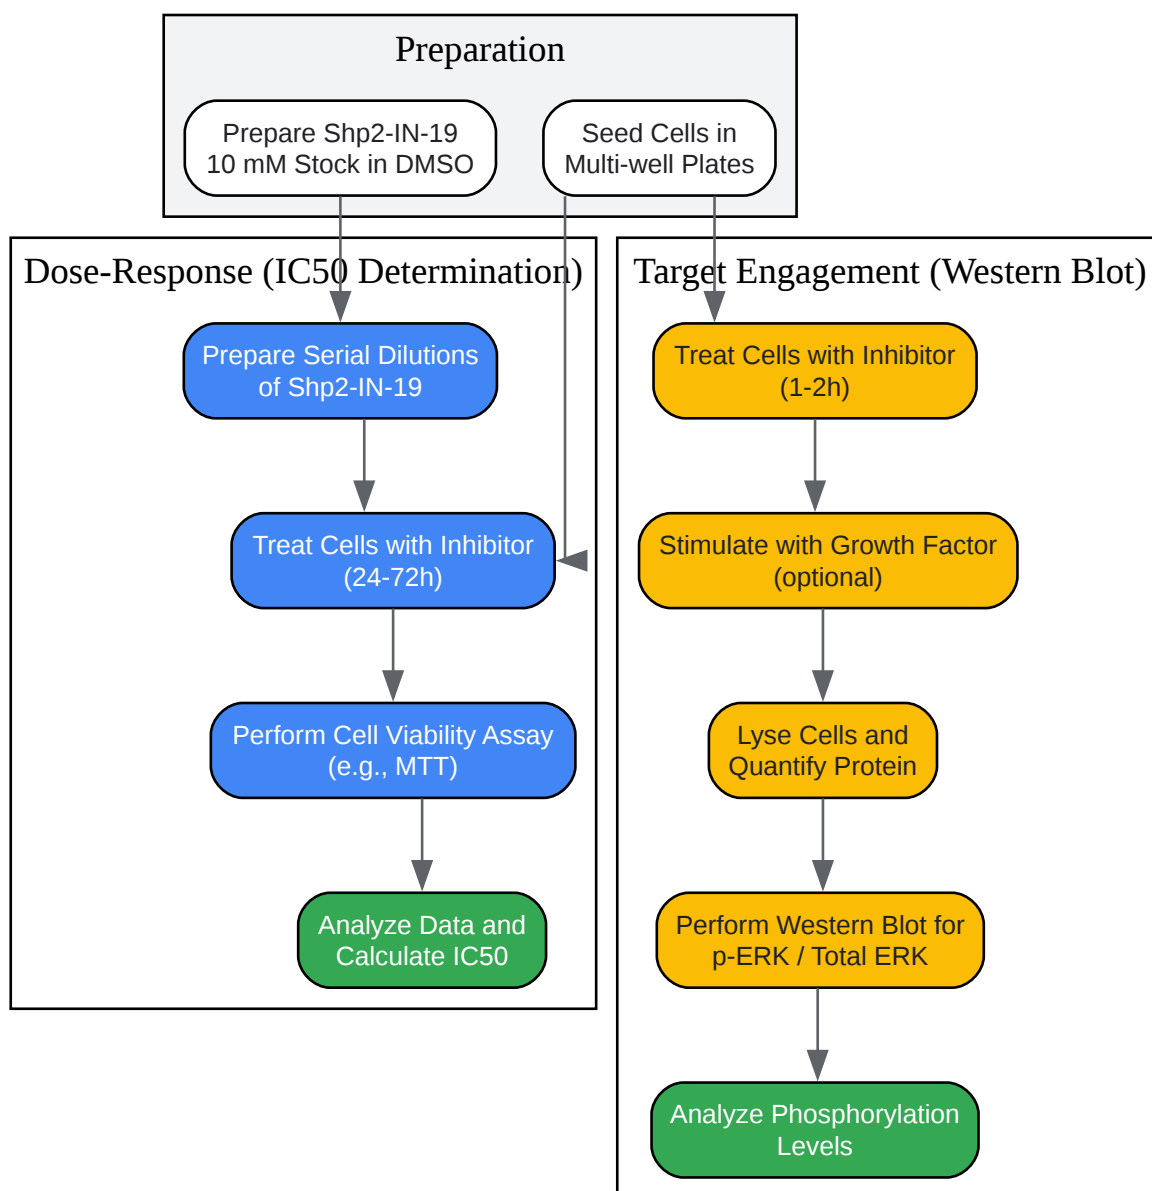 Preparation
Prepare Shp2-IN-19
10 mM Stock in DMSO
Seed Cells in
Multi-well Plates
Dose-Response (IC50 Determination)
Prepare Serial Dilutions
of Shp2-IN-19
Treat Cells with Inhibitor
(24-72h)
Perform Cell Viability Assay
(e.g., MTT)
Analyze Data and
Calculate IC50
Target Engagement (Western Blot)
Treat Cells with Inhibitor
(1-2h)
Stimulate with Growth Factor
(optional)
Lyse Cells and
Quantify Protein
Perform Western Blot for
p-ERK / Total ERK
Analyze Phosphorylation
Levels